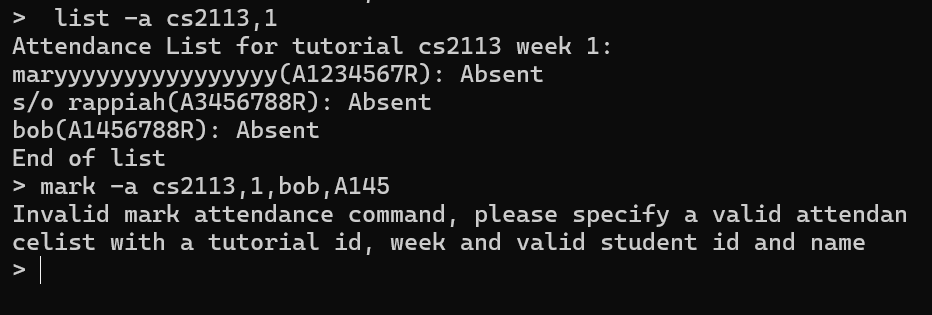 >  list -a cs2113,1
Attendance List for tutorial cs2113 week 1:
maryyyyyyyyyyyyyyyy(A1234567R): Absent
s/o rappiah(A3456788R): Absent
bob(A1456788R): Absent
End of list
> mark -a cs2113,1,bob,A145
Invalid mark attendance command, please specify a valid attendan
celist with a tutorial id, week and valid student id and name
>